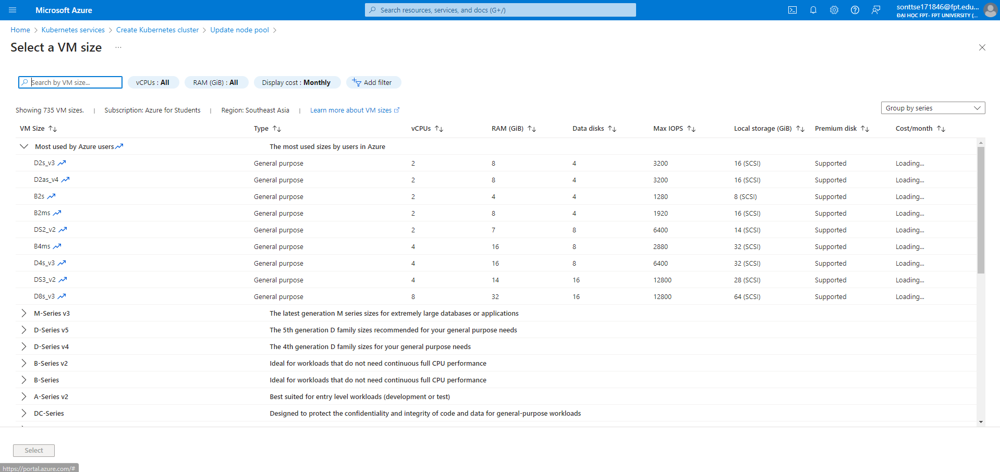 Microsoft Azure
Search resources, services, and docs (G+/)
sonttse171846@fpt.edu...
ĐẠI HỌC FPT- FPT UNIVERSITY (...
Home > Kubernetes services > Create Kubernetes cluster > Update node pool >
Select a VM size ...
Search by VM size...
vCPUs : All
RAM (GiB) : All
Display cost : Monthly
Add filter
Showing 735 VM sizes. | Subscription: Azure for Students | Region: Southeast Asia | Learn more about VM sizes
Group by series
VM Size Type vCPUs RAM (GiB) Data disks Max IOPS Local storage (GiB) Premium disk Cost/month
Most used by Azure users The most used sizes by users in Azure
D2s_v3 General purpose 2 8 4 3200 16 (SCSI) Supported Loading...
D2as_v4 General purpose 2 8 4 3200 16 (SCSI) Supported Loading...
B2s General purpose 2 4 4 1280 8 (SCSI) Supported Loading...
B2ms General purpose 2 8 4 1920 16 (SCSI) Supported Loading...
DS2_v2 General purpose 2 7 8 6400 14 (SCSI) Supported Loading...
B4ms General purpose 4 16 8 2880 32 (SCSI) Supported Loading...
D4s_v3 General purpose 4 16 8 6400 32 (SCSI) Supported Loading...
DS3_v2 General purpose 4 14 16 12800 28 (SCSI) Supported Loading...
D8s_v3 General purpose 8 32 16 12800 64 (SCSI) Supported Loading...
M-Series v3 The latest generation M series sizes for extremely large databases or applications
D-Series v5 The 5th generation D family sizes recommended for your general purpose needs
D-Series v4 The 4th generation D family sizes for your general purpose needs
B-Series v2 Ideal for workloads that do not need continuous full CPU performance
B-Series Ideal for workloads that do not need continuous full CPU performance
A-Series v2 Best suited for entry level workloads (development or test)
DC-Series Designed to protect the confidentiality and integrity of code and data for general-purpose workloads
Select
https://portal.azure.com/#